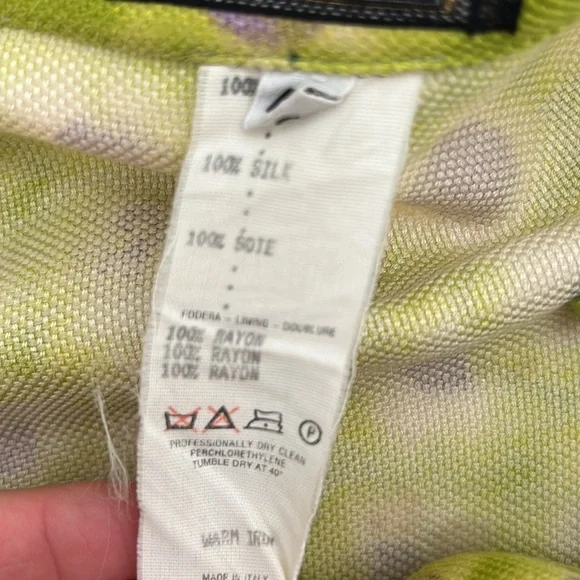 100%
100% SILK
100% SOIE
FODERA - LINING - DOUBLURE
100% RAYON
100% RAYON
100% RAYON
P
PROFESSIONALLY DRY CLEAN
PERCHLORETHYLENE
TUMBLE DRY AT 40°
WARM IRON
MADE IN ITALY